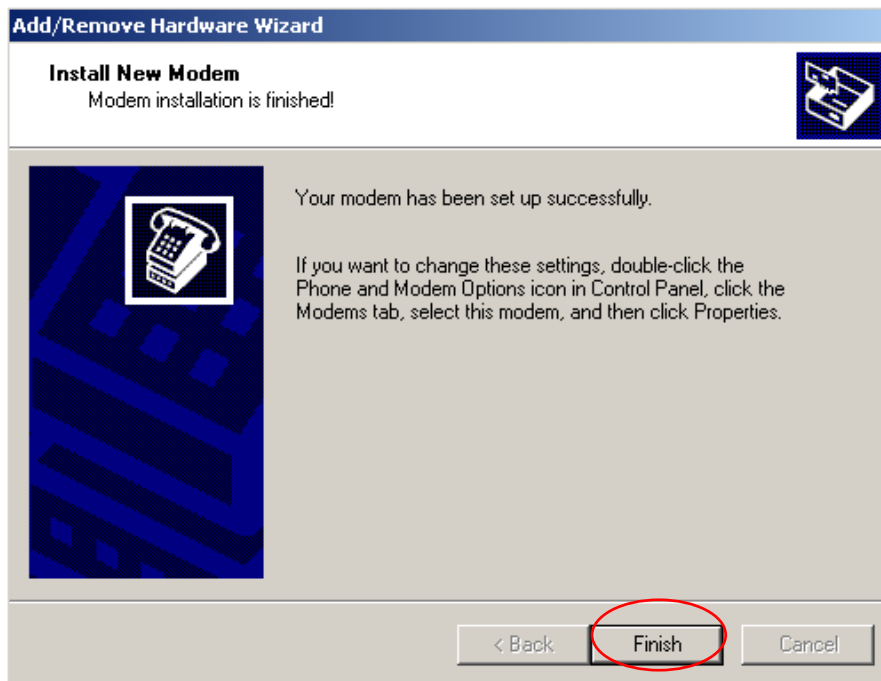 Add/Remove Hardware Wizard
Install New Modem
Modem installation is finished!
Your modem has been set up successfully.
If you want to change these settings, double-click the
Phone and Modem Options icon in Control Panel, click the
Modems tab, select this modem, and then click Properties.
< Back
Finish
Cancel